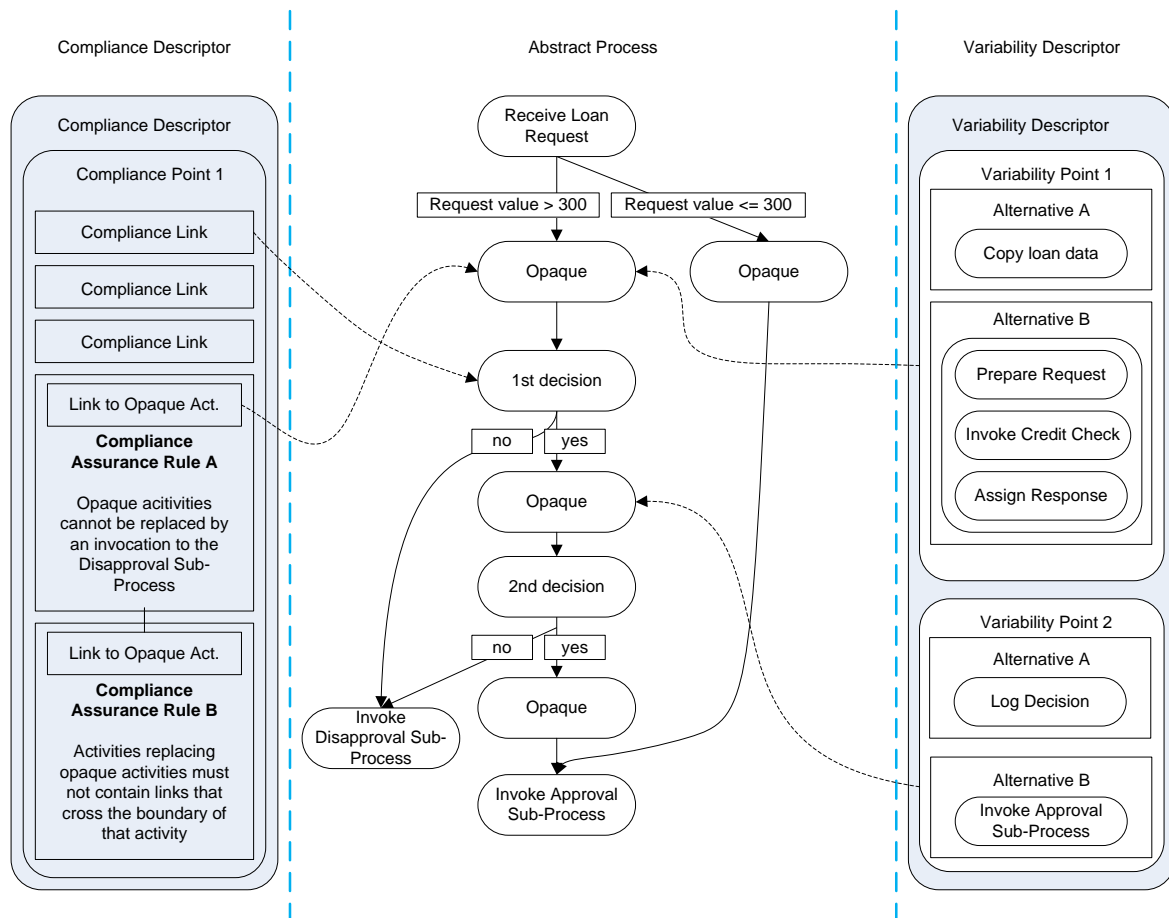 Compliance Descriptor
Abstract Process
Variability Descriptor
Compliance Descriptor
Compliance Point 1
Compliance Link
Compliance Link
Compliance Link
Link to Opaque Act.
Compliance
Assurance Rule A
Opaque acitivities
cannot be replaced by
an invocation to the
Disapproval Sub-
Process
Link to Opaque Act.
Compliance
Assurance Rule B
Activities replacing
opaque activities must
not contain links that
cross the boundary of
that activity
Receive Loan
Request
Request value > 300
Request value <= 300
Opaque
Opaque
1st decision
no
yes
Opaque
2nd decision
no
yes
Opaque
Invoke
Disapproval Sub-
Process
Invoke Approval
Sub-Process
Variability Descriptor
Variability Point 1
Alternative A
Copy loan data
Alternative B
Prepare Request
Invoke Credit Check
Assign Response
Variability Point 2
Alternative A
Log Decision
Alternative B
Invoke Approval
Sub-Process